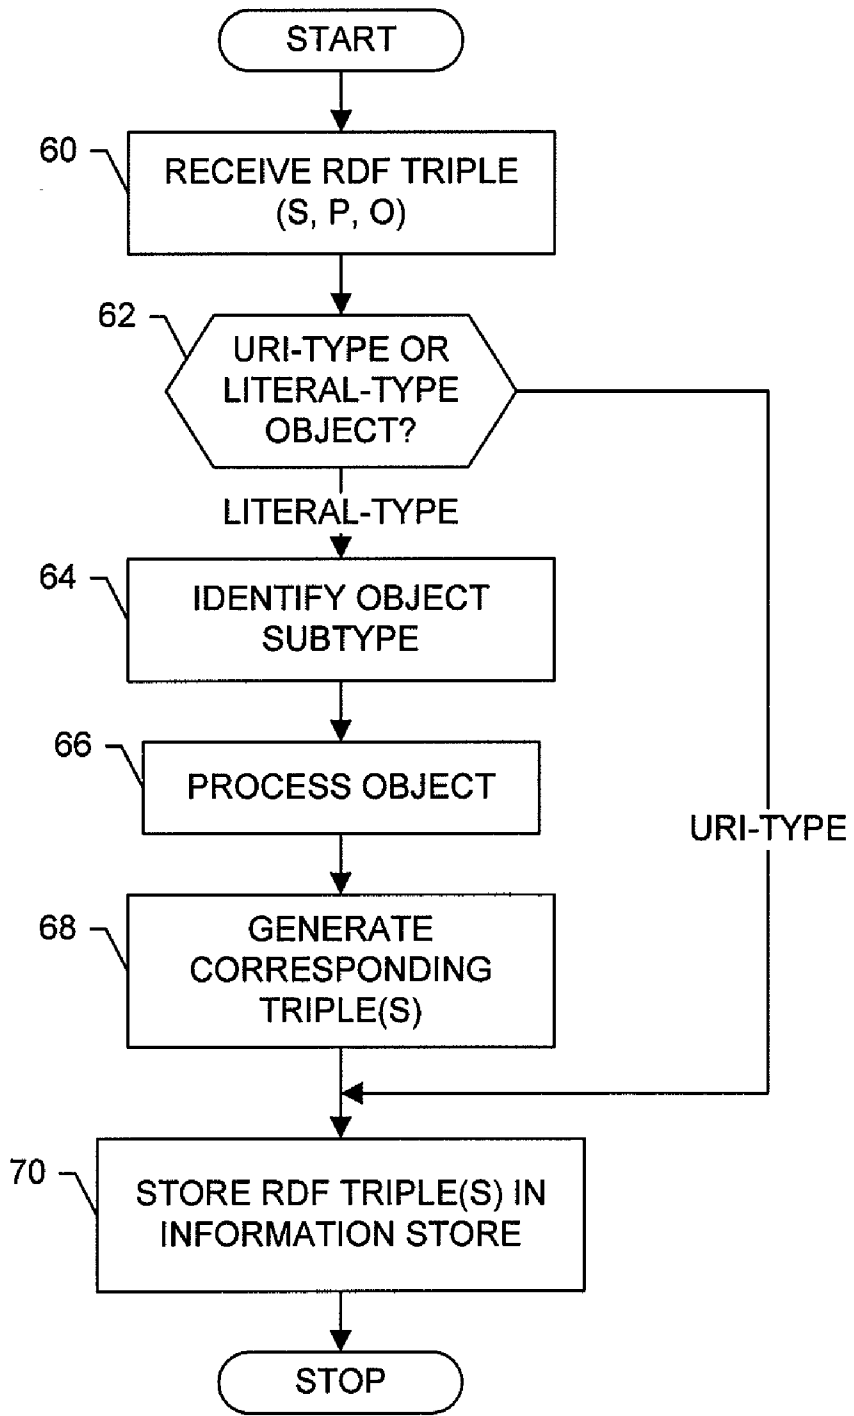 START
60
RECEIVE RDF TRIPLE
(S, P, O)
62
URI-TYPE OR
LITERAL-TYPE
OBJECT?
LITERAL-TYPE
64
IDENTIFY OBJECT
SUBTYPE
66
PROCESS OBJECT
URI-TYPE
68
GENERATE
CORRESPONDING
TRIPLE(S)
70
STORE RDF TRIPLE(S) IN
INFORMATION STORE
STOP